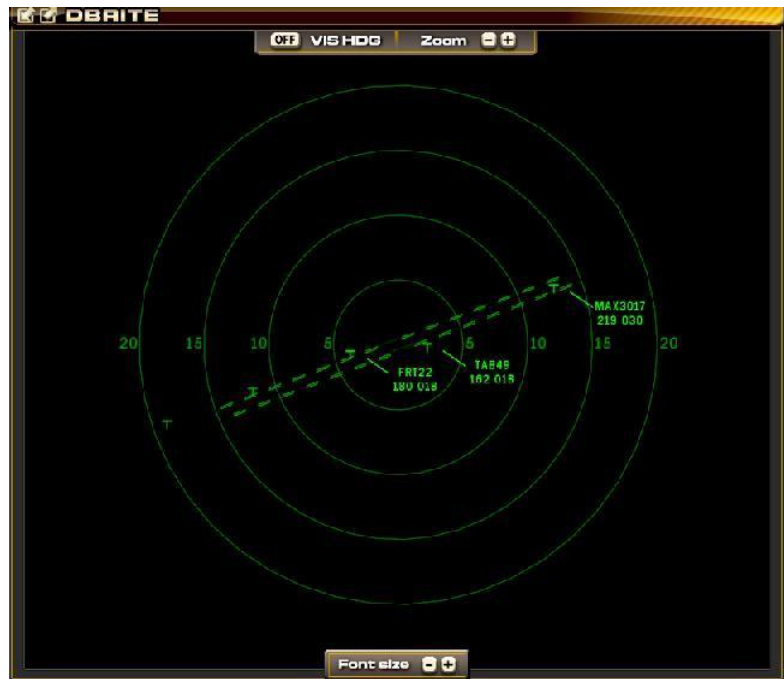 DBRITE
OFF VIS HDG Zoom
MAX3017
219 030
20 15 10 5 5 10 15 20
FRT22
180 018
TAB49
162 018
T
T
T
T
T
Font size